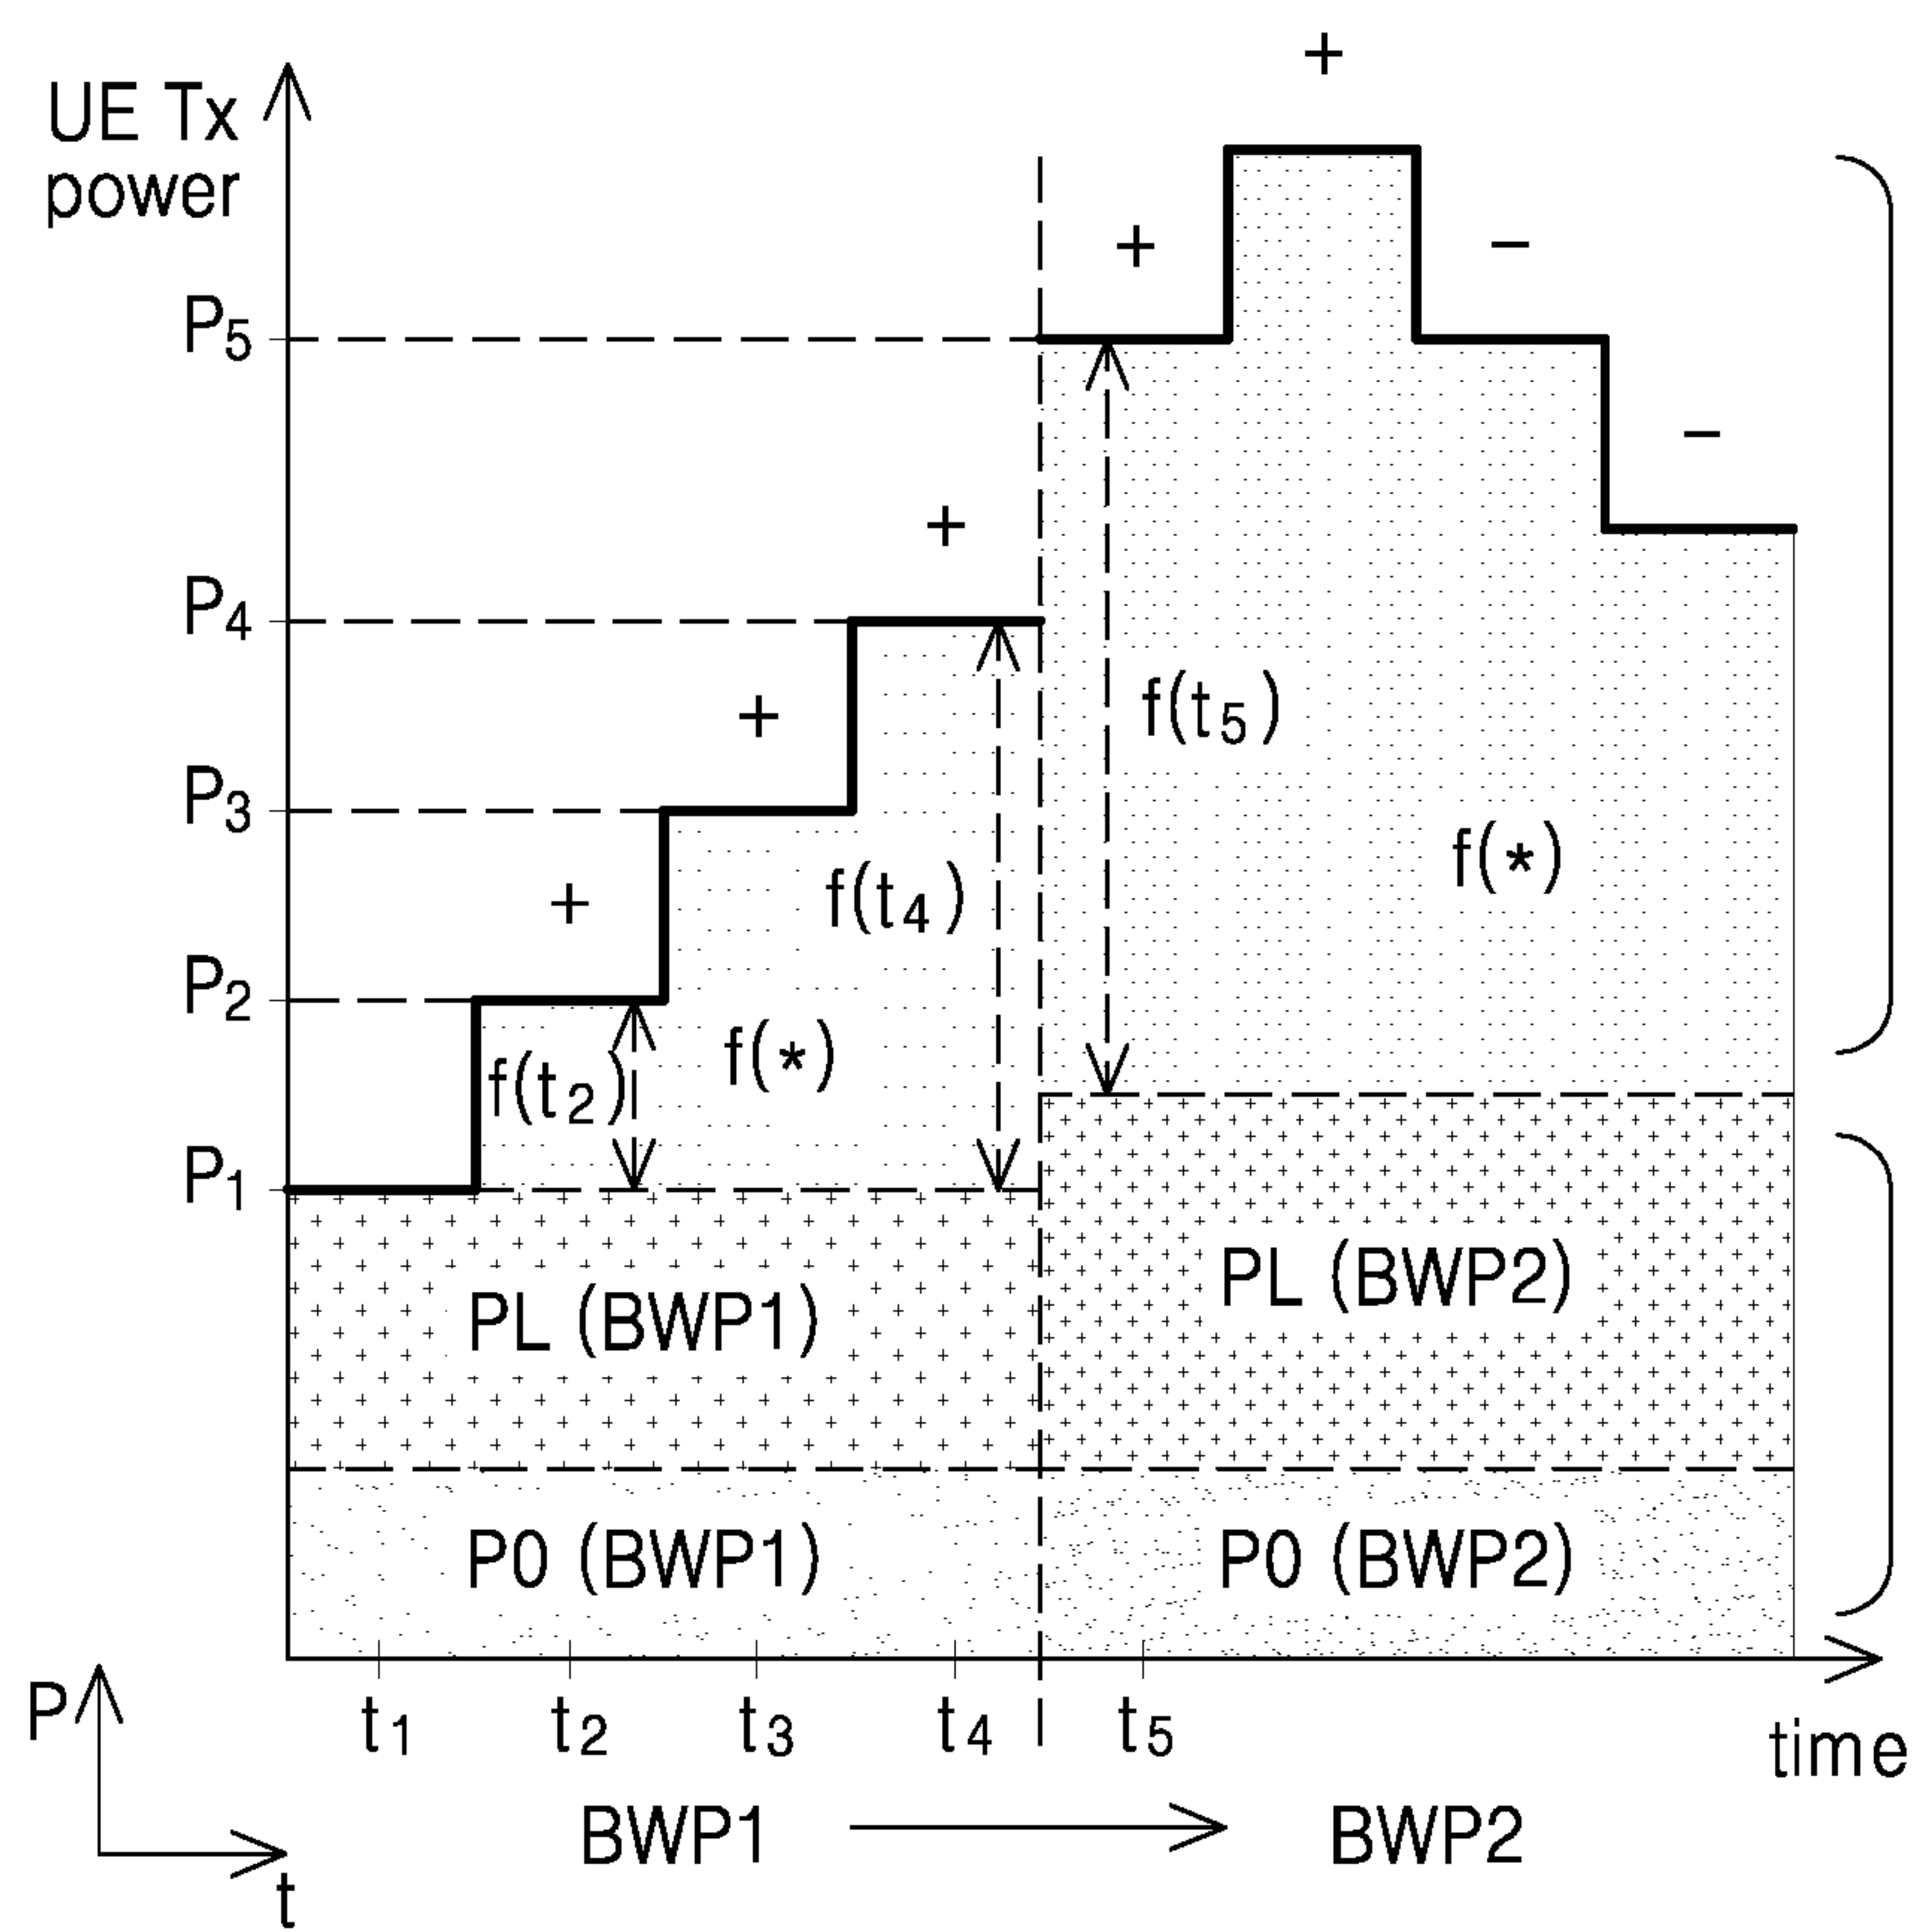 +
UE Tx
power
+
−
P5
−
+
P4
f(t5)
+
P3
f(*)
f(t4)
+
P2
f(*)
f(t2)
P1
PL (BWP2)
PL (BWP1)
P0 (BWP1)
P0 (BWP2)
P
t1
t2
t3
t4
t5
time
BWP1
BWP2
t